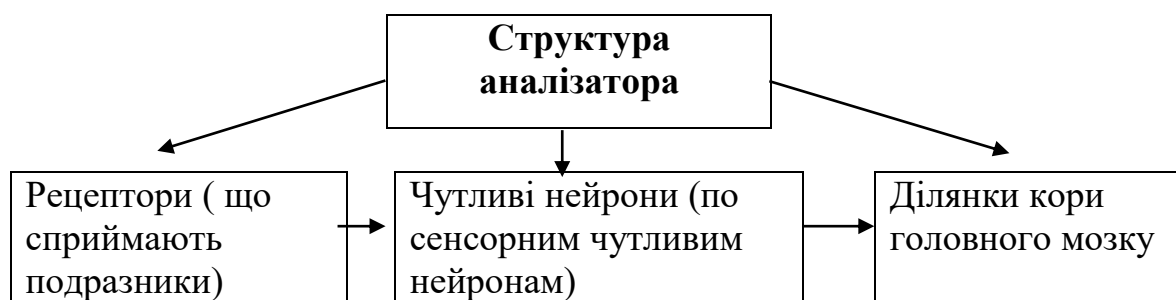 Структура
аналізатора
Рецептори ( що
сприймають
подразники)
Чутливі нейрони (по
сенсорним чутливим
нейронам)
Ділянки кори
головного мозку